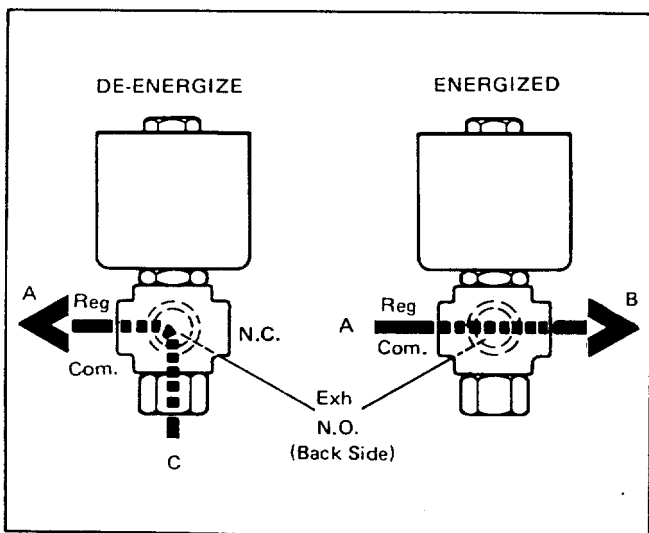 DE-ENERGIZE
ENERGIZED
A
Reg
Com.
N.C.
C
Exh
N.O.
(Back Side)
A
Reg
Com.
B